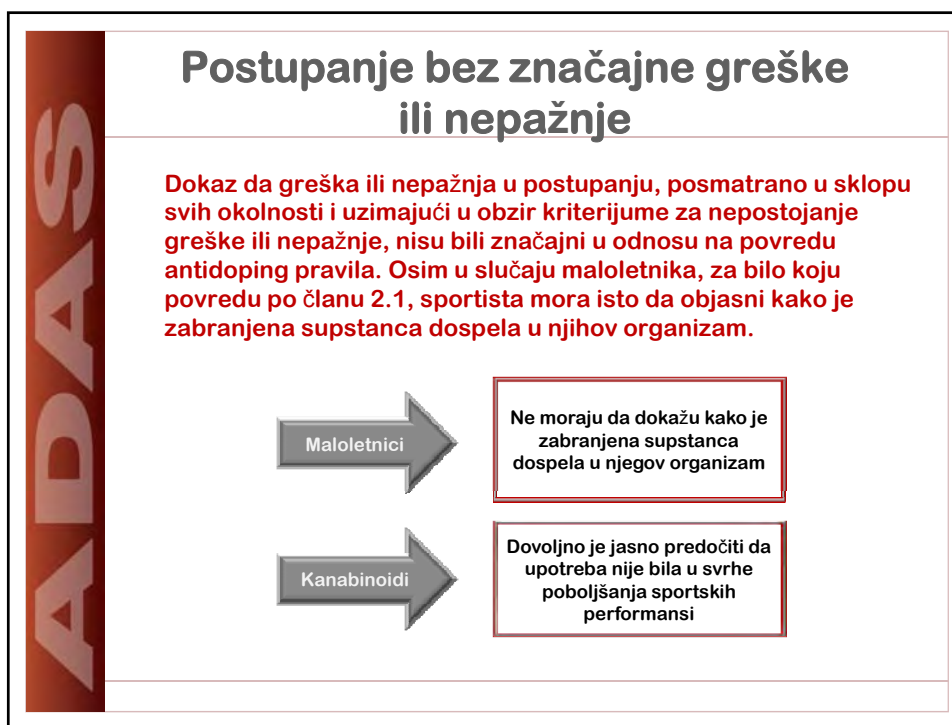 Postupanje bez značajne greške
ili nepažnje
ADAS
Dokaz da greška ili nepažnja u postupanju, posmatrano u sklopu
svih okolnosti i uzimajući u obzir kriterijume za nepostojanje
greške ili nepažnje, nisu bili značajni u odnosu na povredu
antidoping pravila. Osim u slučaju maloletnika, za bilo koju
povredu po članu 2.1, sportista mora isto da objasni kako je
zabranjena supstanca dospela u njihov organizam.
Maloletnici
Ne moraju da dokažu kako je
zabranjena supstanca
dospela u njegov organizam
Kanabinoidi
Dovoljno je jasno predočiti da
upotreba nije bila u svrhe
poboljšanja sportskih
performansi